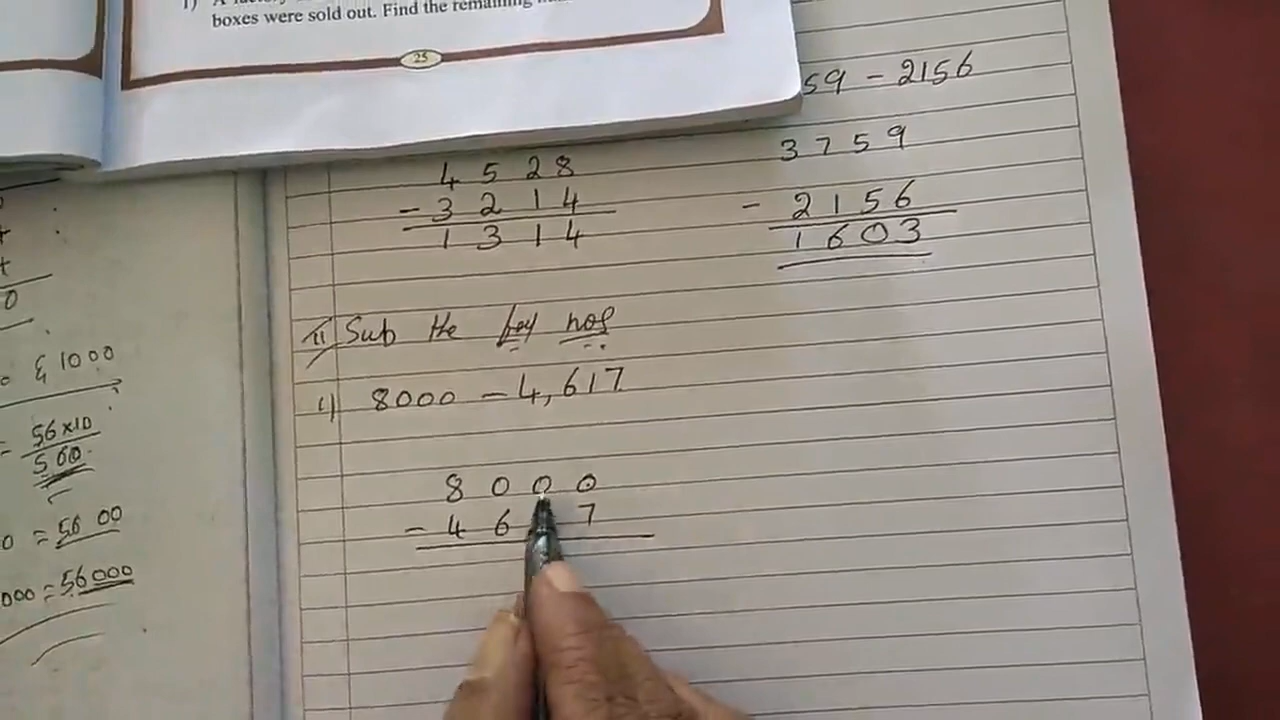 boxes were sold out. Find the remaining
25
59 - 2156
4 5 2 8
- 3 2 1 4
1 3 1 4
3 7 5 9
- 2 1 5 6
1 6 0 3
II Sub the
nos
1) 8000 - 4,617
8 0 0 0
- 4 6 7
& 1000
= 56 x 10
560
= 56 00
000 = 56000